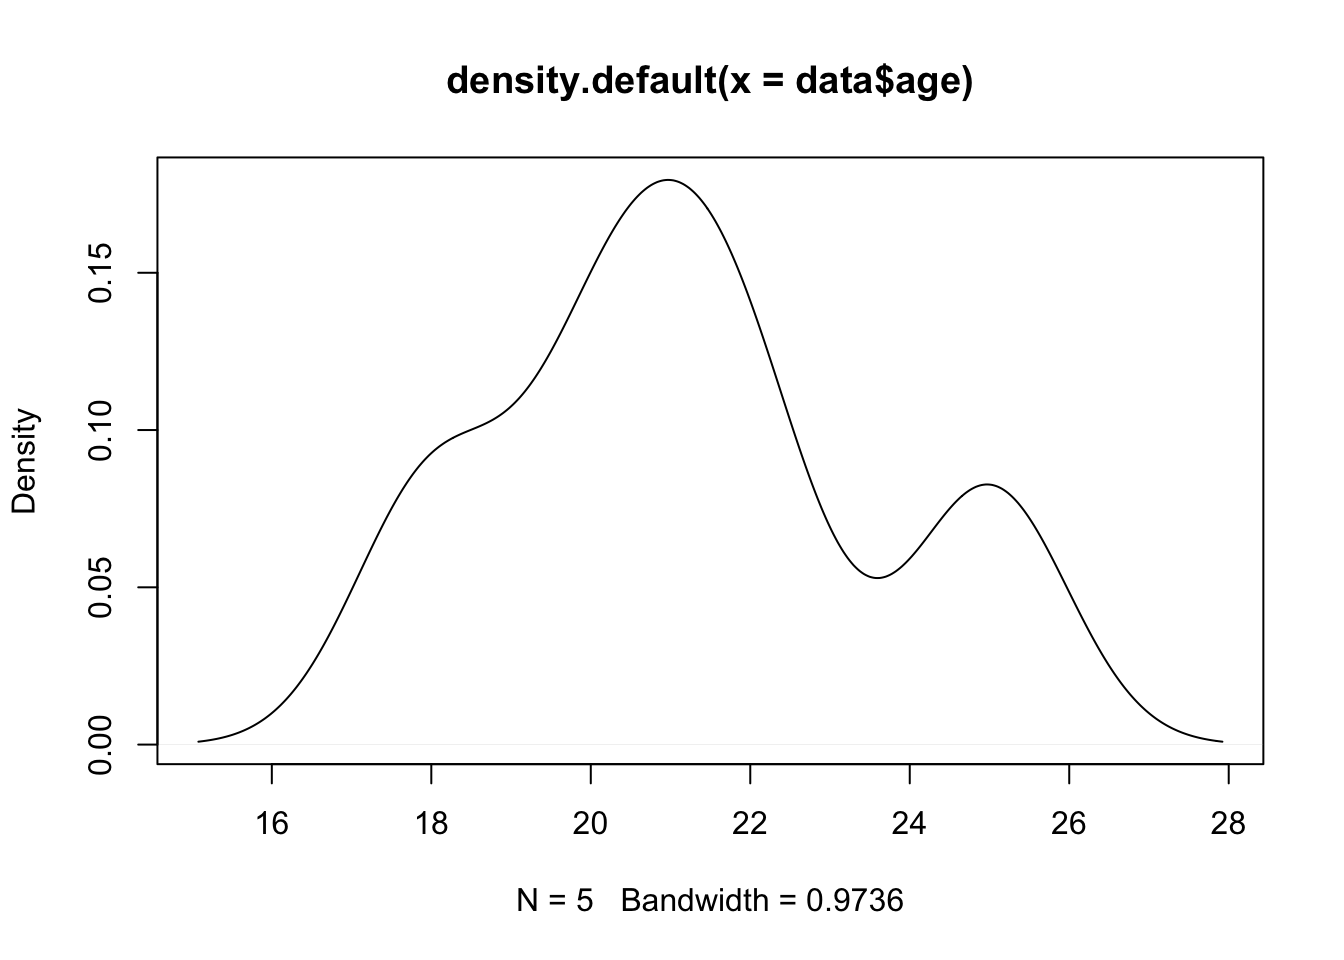 density.default(x = data$age)
Density
0.15
0.10
0.05
0.00
16 18 20 22 24 26 28
N = 5 Bandwidth = 0.9736